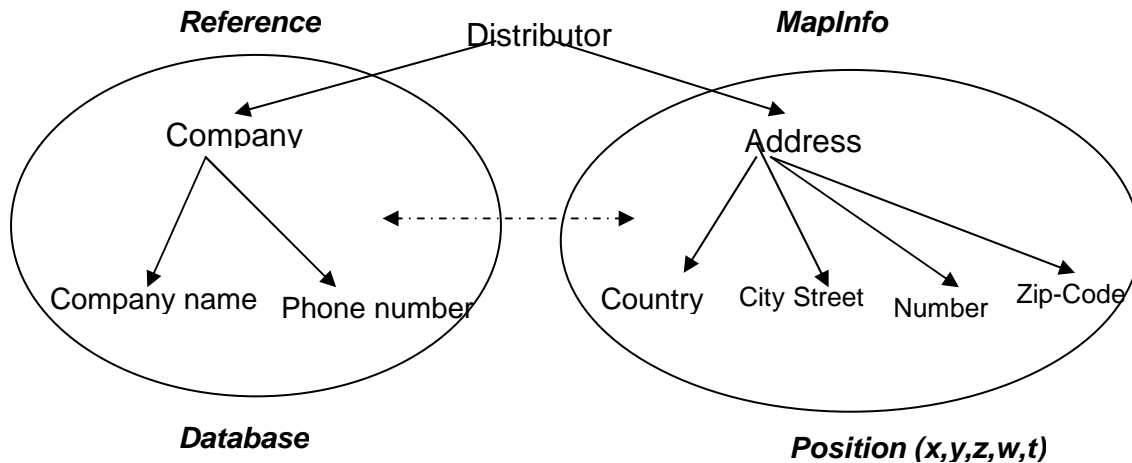 Reference
Distributor
MapInfo
Company
Address
Company name
Phone number
Country
City Street
Number
Zip-Code
Database
Position (x,y,z,w,t)